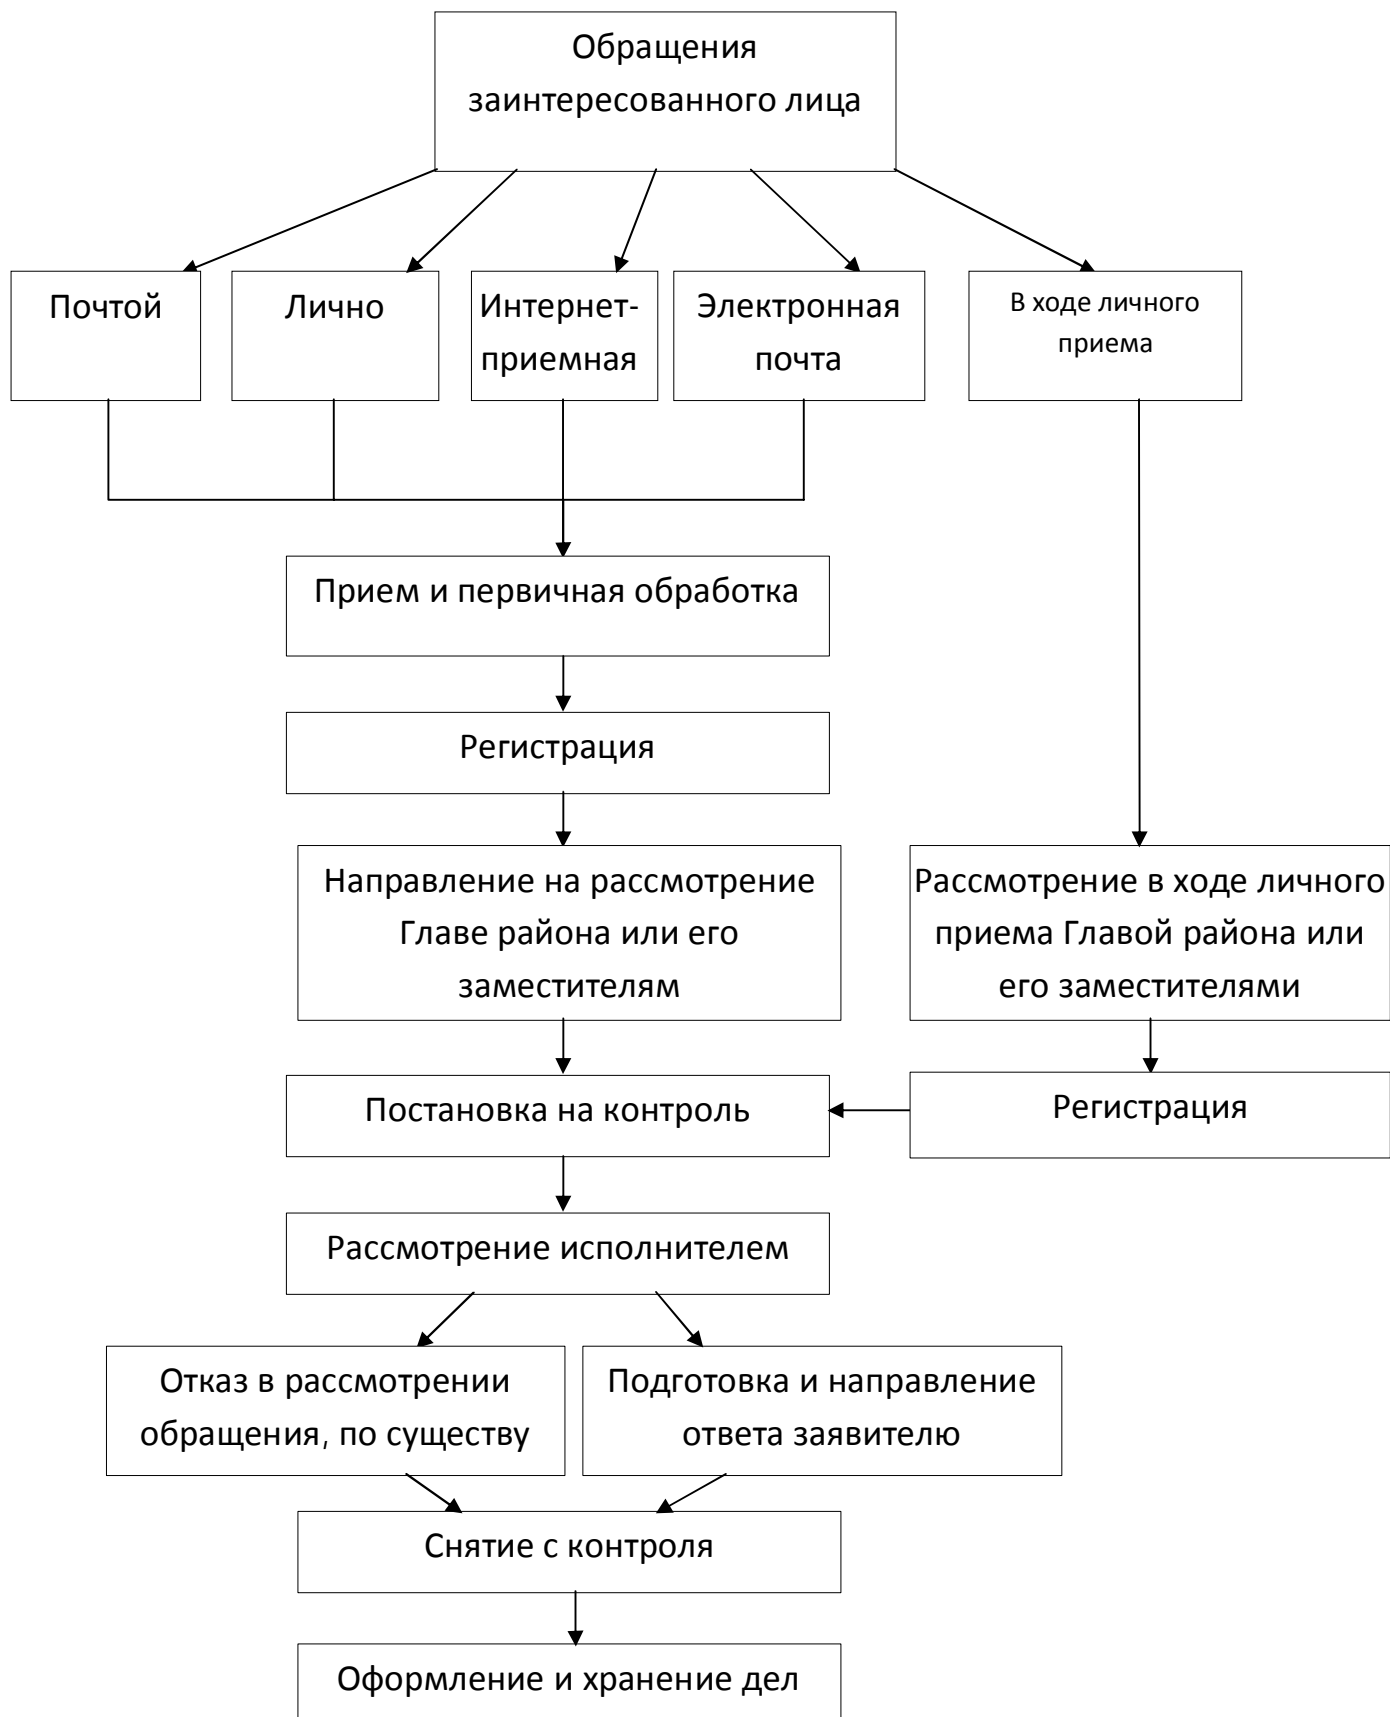 Обращения
заинтересованного лица
Почтой
Лично
Интернет-
приемная
Электронная
почта
В ходе личного
приема
Прием и первичная обработка
Регистрация
Направление на рассмотрение
Главе района или его
заместителям
Рассмотрение в ходе личного
приема Главой района или
его заместителями
Постановка на контроль
Регистрация
Рассмотрение исполнителем
Отказ в рассмотрении
обращения, по существу
Подготовка и направление
ответа заявителю
Снятие с контроля
Оформление и хранение дел